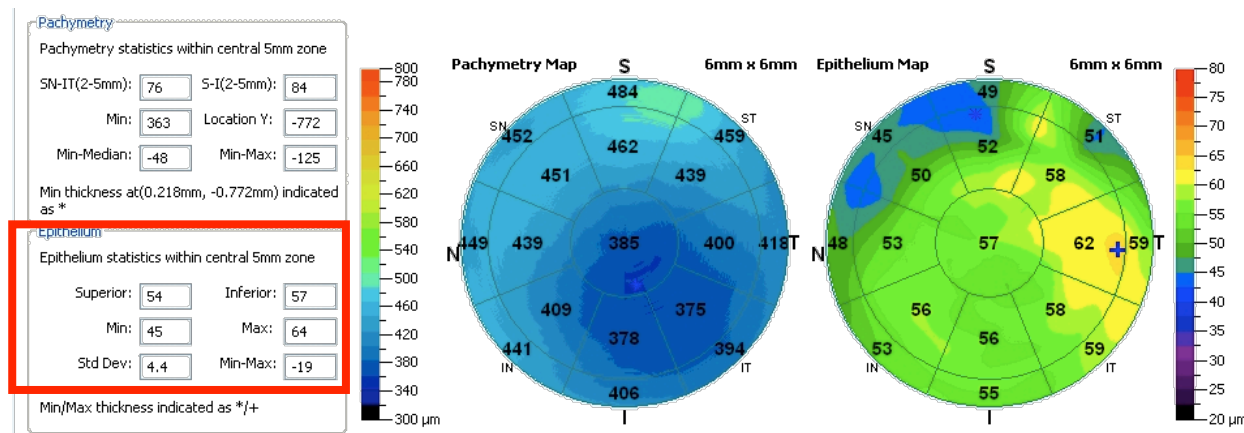 Pachymetry
Pachymetry statistics within central 5mm zone
SN-IT(2-5mm): 76 S-I(2-5mm): 84
Min: 363 Location Y: -772
Min-Median: -48 Min-Max: -125
Min thickness at(0.218mm, -0.772mm) indicated
as *
Epithelium
Epithelium statistics within central 5mm zone
Superior: 54 Inferior: 57
Min: 45 Max: 64
Std Dev: 4.4 Min-Max: -19
Min/Max thickness indicated as */+
800
780
740
700
660
620
580
540
500
460
420
380
340
300 µm
Pachymetry Map S 6mm x 6mm
484
SN 452 459 ST
462
451 439
N 449 439 385 400 418 T
409 375
378
441 394
IN IT
406
I
Epithelium Map S 6mm x 6mm
49
SN 45 51 ST
52
50 58
N 48 53 57 62 59 T
56 58
56
53 59
IN IT
55
I
80
75
70
65
60
55
50
45
40
35
30
25
20 µm